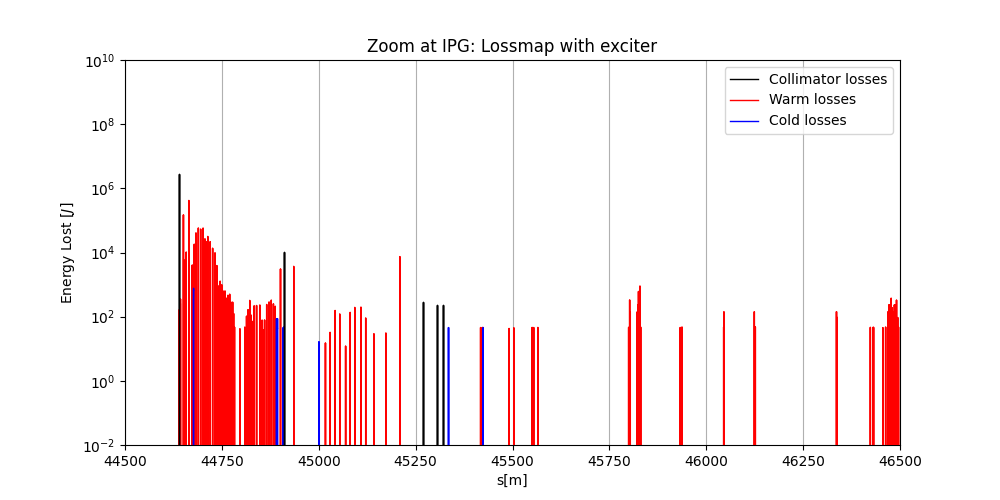 Zoom at IPG: Lossmap with exciter
Energy Lost [J]
10^10
10^8
10^6
10^4
10^2
10^0
10^-2
Collimator losses
Warm losses
Cold losses
44500 44750 45000 45250 45500 45750 46000 46250 46500
s[m]